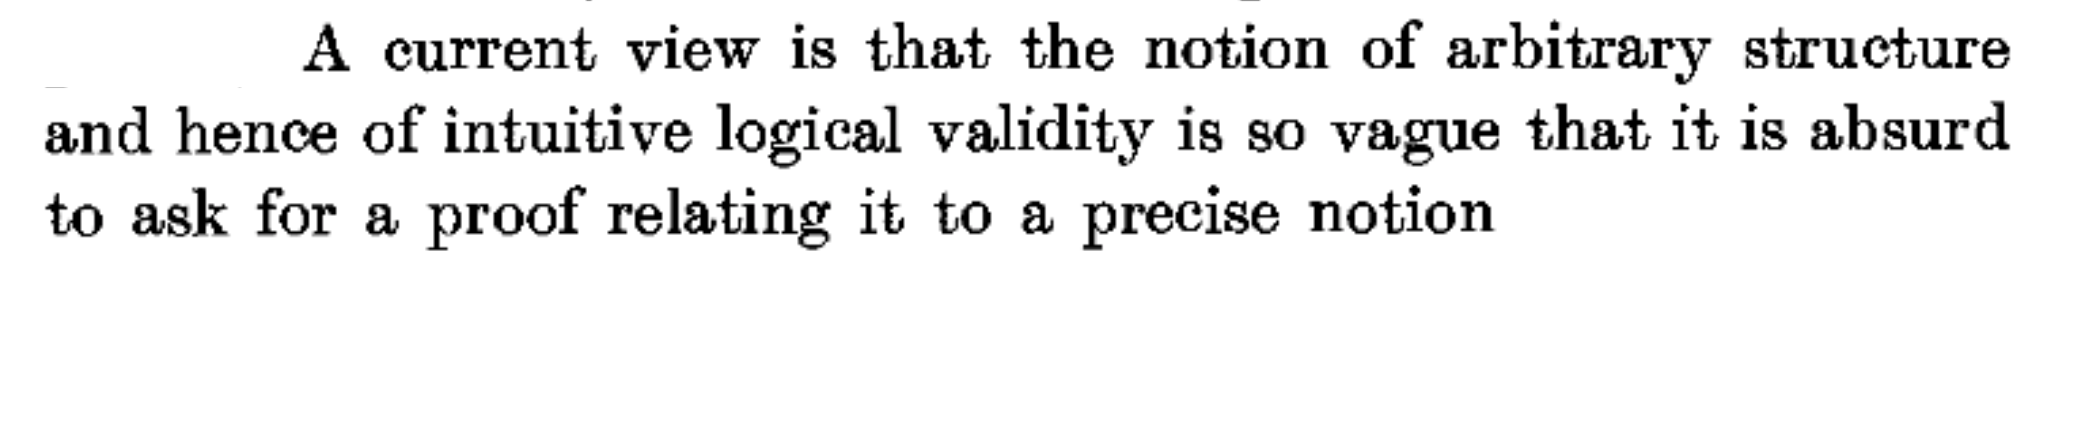 A current view is that the notion of arbitrary structure
and hence of intuitive logical validity is so vague that it is absurd
to ask for a proof relating it to a precise notion